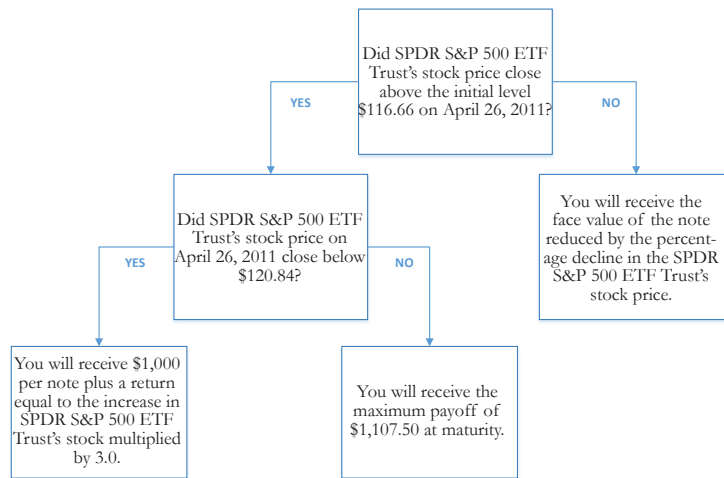 Did SPDR S&P 500 ETF
Trust's stock price close
above the initial level
$116.66 on April 26, 2011?
YES
NO
Did SPDR S&P 500 ETF
Trust's stock price on
April 26, 2011 close below
$120.84?
You will receive the
face value of the note
reduced by the percent-
age decline in the SPDR
S&P 500 ETF Trust's
stock price.
YES
NO
You will receive $1,000
per note plus a return
equal to the increase in
SPDR S&P 500 ETF
Trust's stock multiplied
by 3.0.
You will receive the
maximum payoff of
$1,107.50 at maturity.